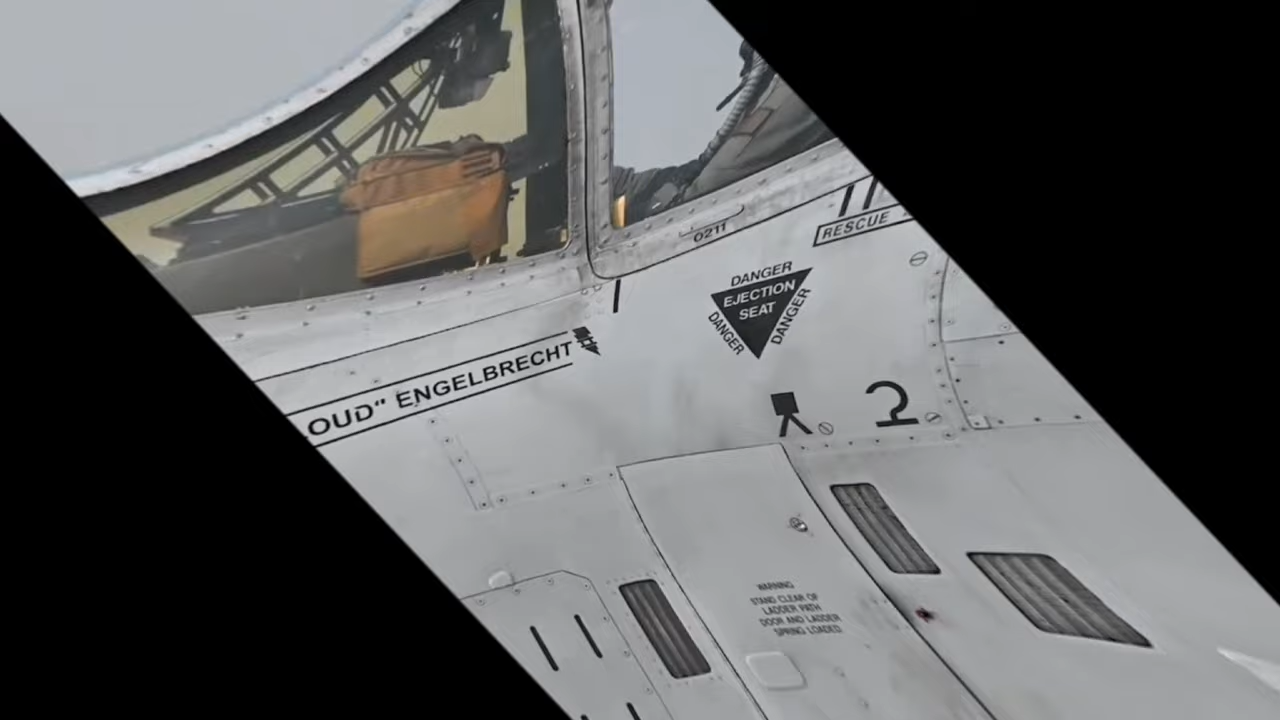 0211
RESCUE
DANGER
EJECTION
SEAT
DANGER
DANGER
OUD" ENGELBRECHT
2
WARNING
STAND CLEAR OF
LADDER PATH
DOOR AND LADDER
SPRING LOADED